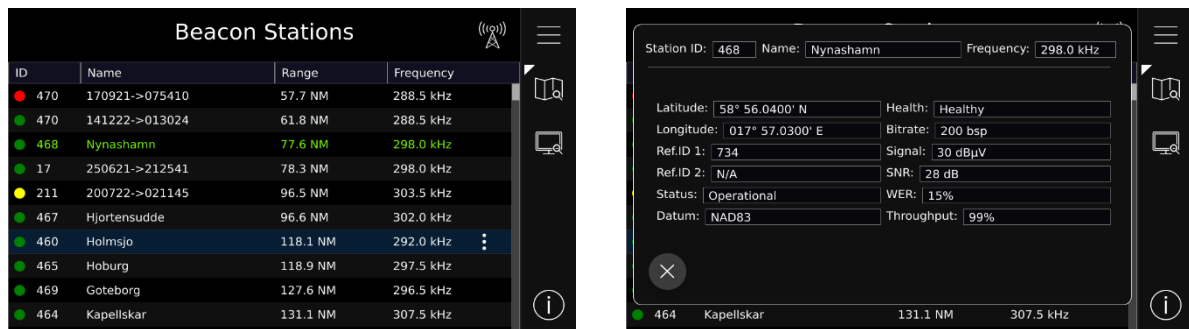 Beacon Stations
ID Name Range Frequency
470 170921->075410 57.7 NM 288.5 kHz
470 141222->013024 61.8 NM 288.5 kHz
468 Nynashamn 77.6 NM 298.0 kHz
17 250621->212541 78.3 NM 298.0 kHz
211 200722->021145 96.5 NM 303.5 kHz
467 Hjortensudde 96.6 NM 302.0 kHz
460 Holmsjo 118.1 NM 292.0 kHz
465 Hoburg 118.9 NM 297.5 kHz
469 Goteborg 127.6 NM 296.5 kHz
464 Kapellskar 131.1 NM 307.5 kHz
Station ID: 468 Name: Nynashamn Frequency: 298.0 kHz
Latitude: 58° 56.0400' N Health: Healthy
Longitude: 017° 57.0300' E Bitrate: 200 bsp
Ref.ID 1: 734 Signal: 30 dBµV
Ref.ID 2: N/A SNR: 28 dB
Status: Operational WER: 15%
Datum: NAD83 Throughput: 99%
464 Kapellskar 131.1 NM 307.5 kHz